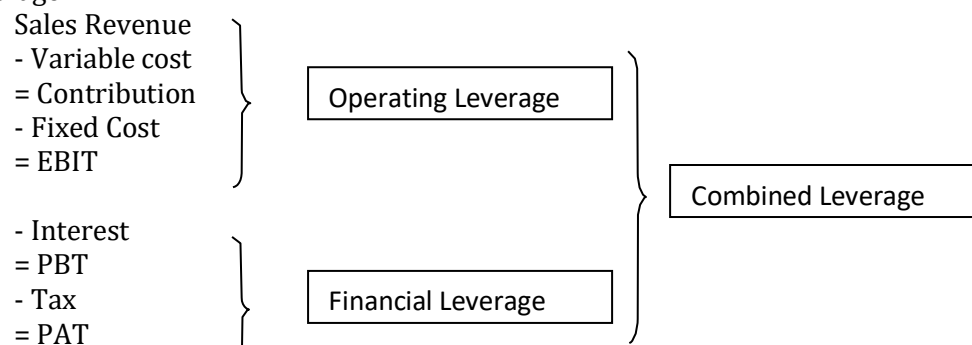 Sales Revenue
- Variable cost
= Contribution
- Fixed Cost
= EBIT
Operating Leverage
Combined Leverage
- Interest
= PBT
- Tax
= PAT
Financial Leverage